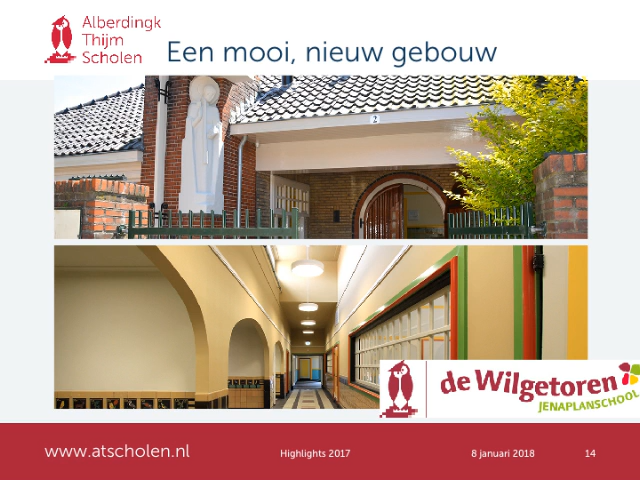 Alberdingk
Thijm
Scholen
Een mooi, nieuw gebouw
2
de Wilgetoren
JENAPLANSCHOOL
www.atscholen.nl
Highlights 2017
8 januari 2018
14